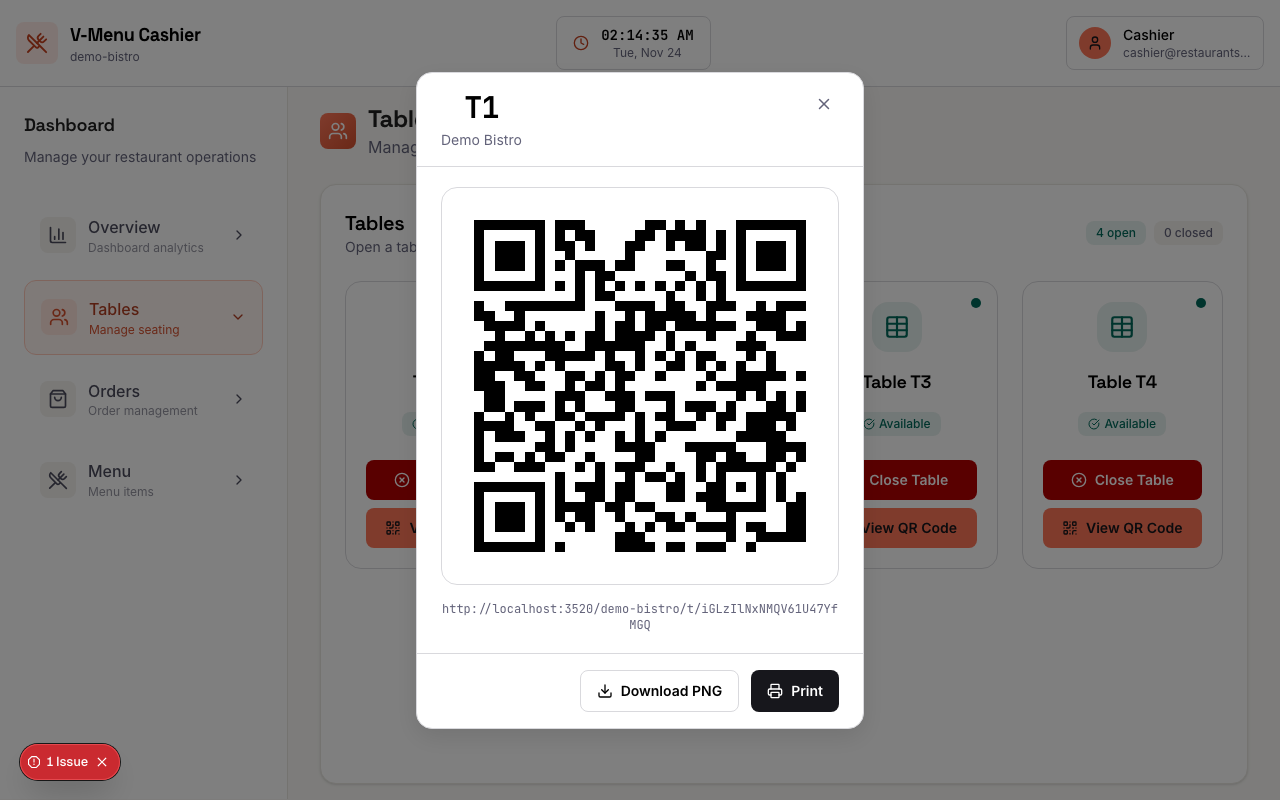 V-Menu Cashier
demo-bistro
02:14:35 AM
Tue, Nov 24
Cashier
cashier@restaurants...
Dashboard
Manage your restaurant operations
Overview
Dashboard analytics
Tables
Manage seating
Orders
Order management
Menu
Menu items
Tables
Open a tab
4 open
0 closed
Table T3
Available
Close Table
View QR Code
Table T4
Available
Close Table
View QR Code
T1
Demo Bistro
http://localhost:3520/demo-bistro/t/iGLzIlNxNMQV61U47Yf
MGQ
Download PNG
Print
1 Issue